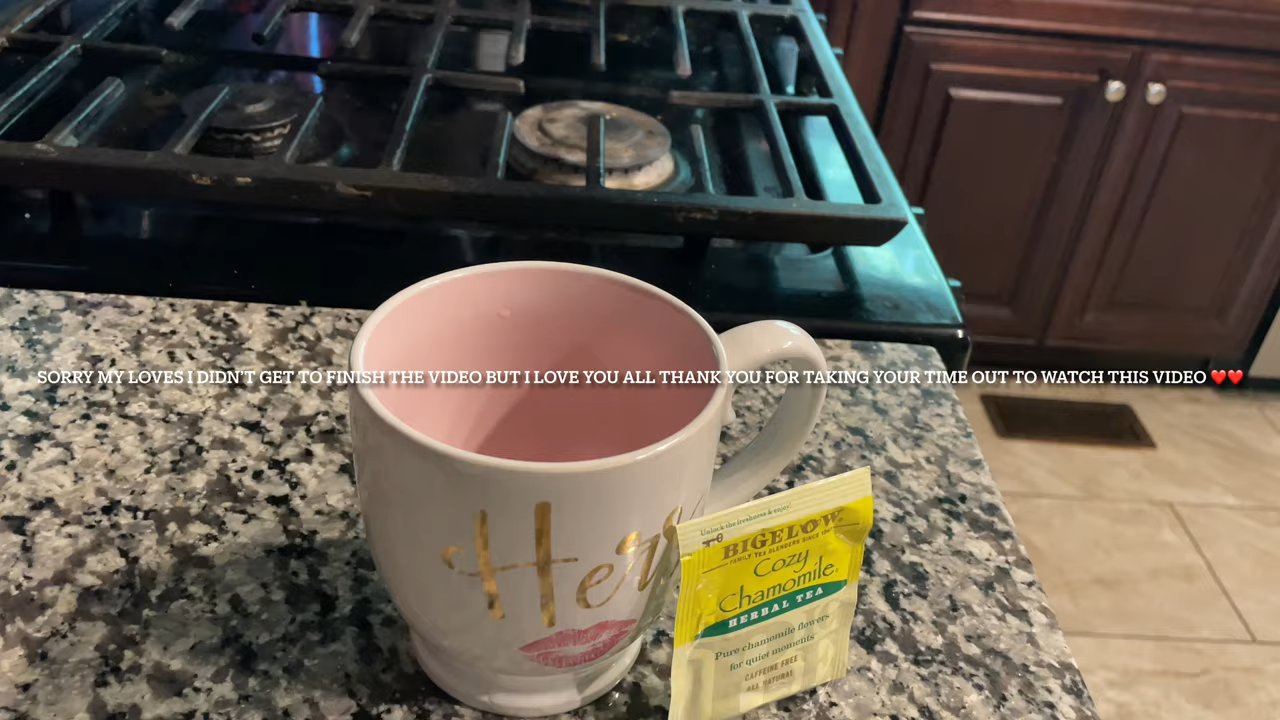 SORRY MY LOVES I DIDN'T GET TO FINISH THE VIDEO BUT I LOVE YOU ALL THANK YOU FOR TAKING YOUR TIME OUT TO WATCH THIS VIDEO ❤️❤️
Hers
Unlock the freshness & enjoy!
BIGELOW
FAMILY TEA BLENDERS SINCE 1945
Cozy
Chamomile
HERBAL TEA
Pure chamomile flowers
for quiet moments
CAFFEINE FREE
ALL NATURAL